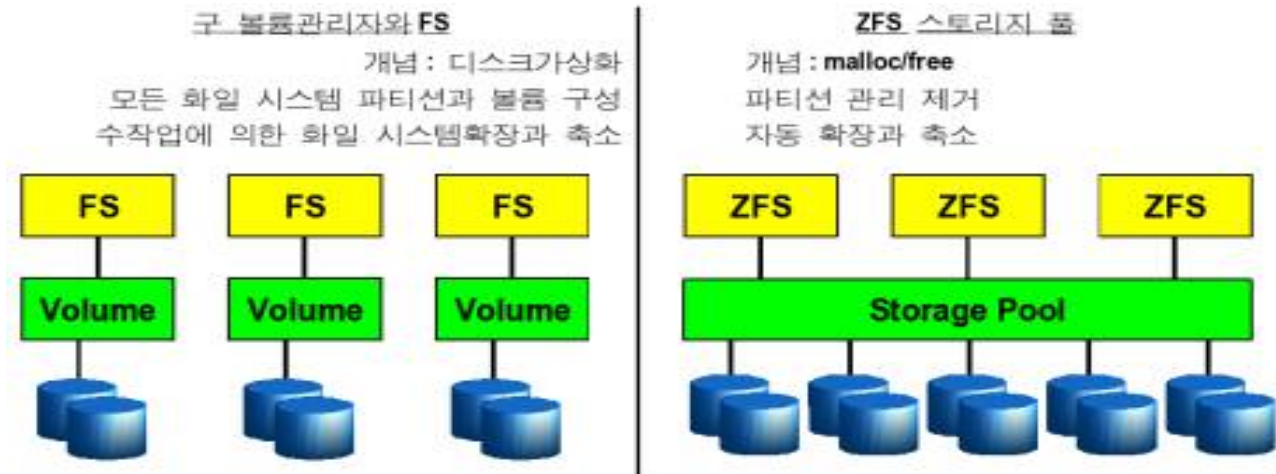 구 볼륨관리자와 FS
개념 : 디스크가상화
모든 화일 시스템 파티션과 볼륨 구성
수작업에 의한 화일 시스템확장과 축소
FS
FS
FS
Volume
Volume
Volume
ZFS 스토리지 풀
개념 : malloc/free
파티션 관리 제거
자동 확장과 축소
ZFS
ZFS
ZFS
Storage Pool